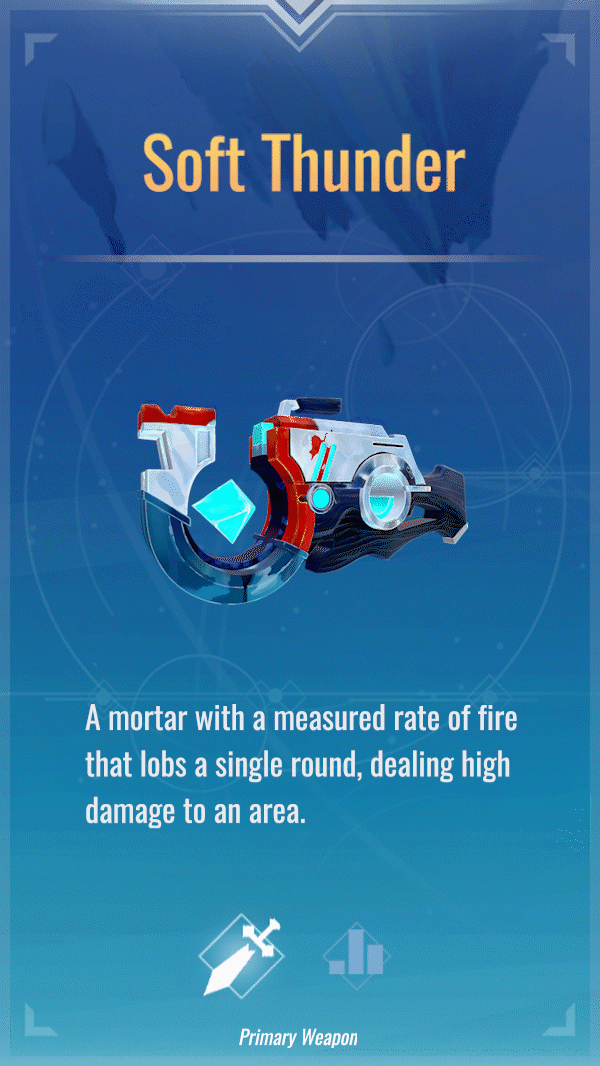 Soft Thunder
A mortar with a measured rate of fire
that lobs a single round, dealing high
damage to an area.
Primary Weapon